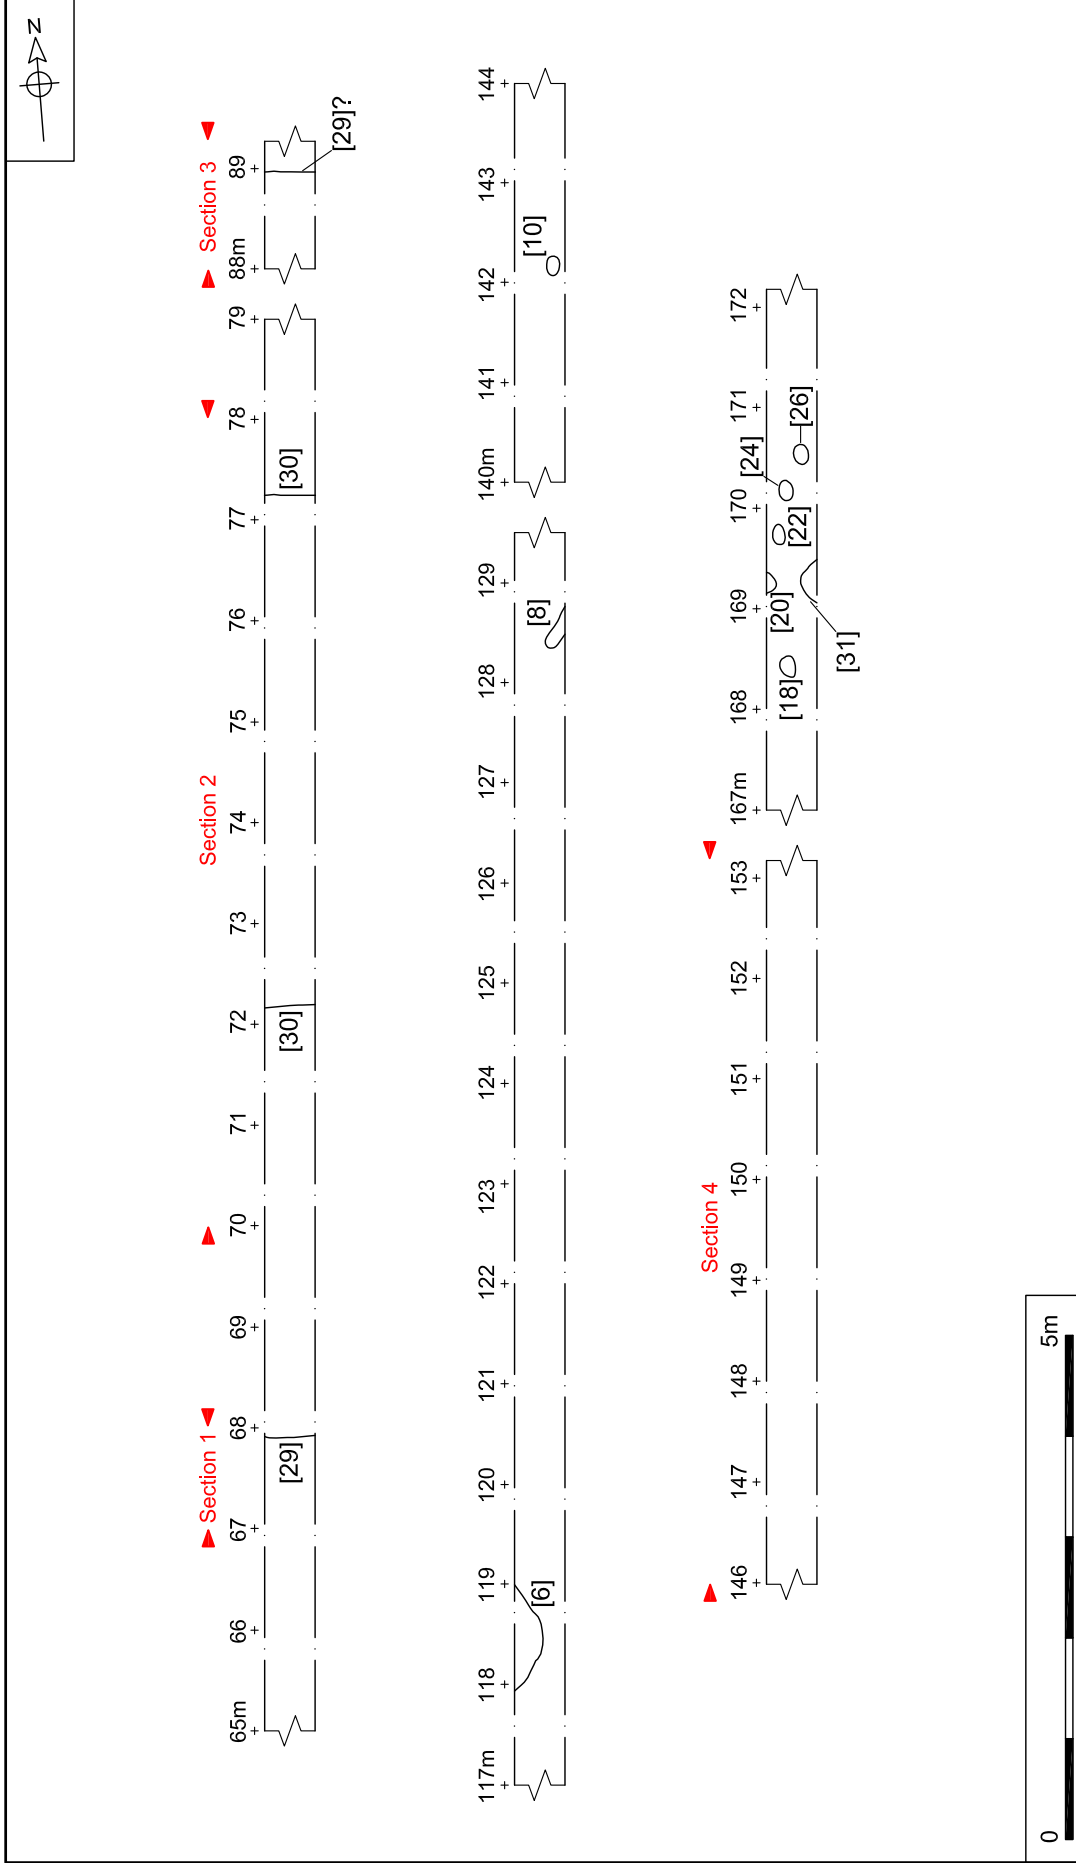 N
Section 1
Section 2
Section 3
65m 66 67 68 69 70 71 72 73 74 75 76 77 78 79 88m 89
[29] [30] [30] [29]?
117m 118 119 120 121 122 123 124 125 126 127 128 129 140m 141 142 143 144
[6] [8] [10]
Section 4
146 147 148 149 150 151 152 153 167m 168 169 170 171 172
[18] [20] [22] [24] [26]
[31]
0 5m